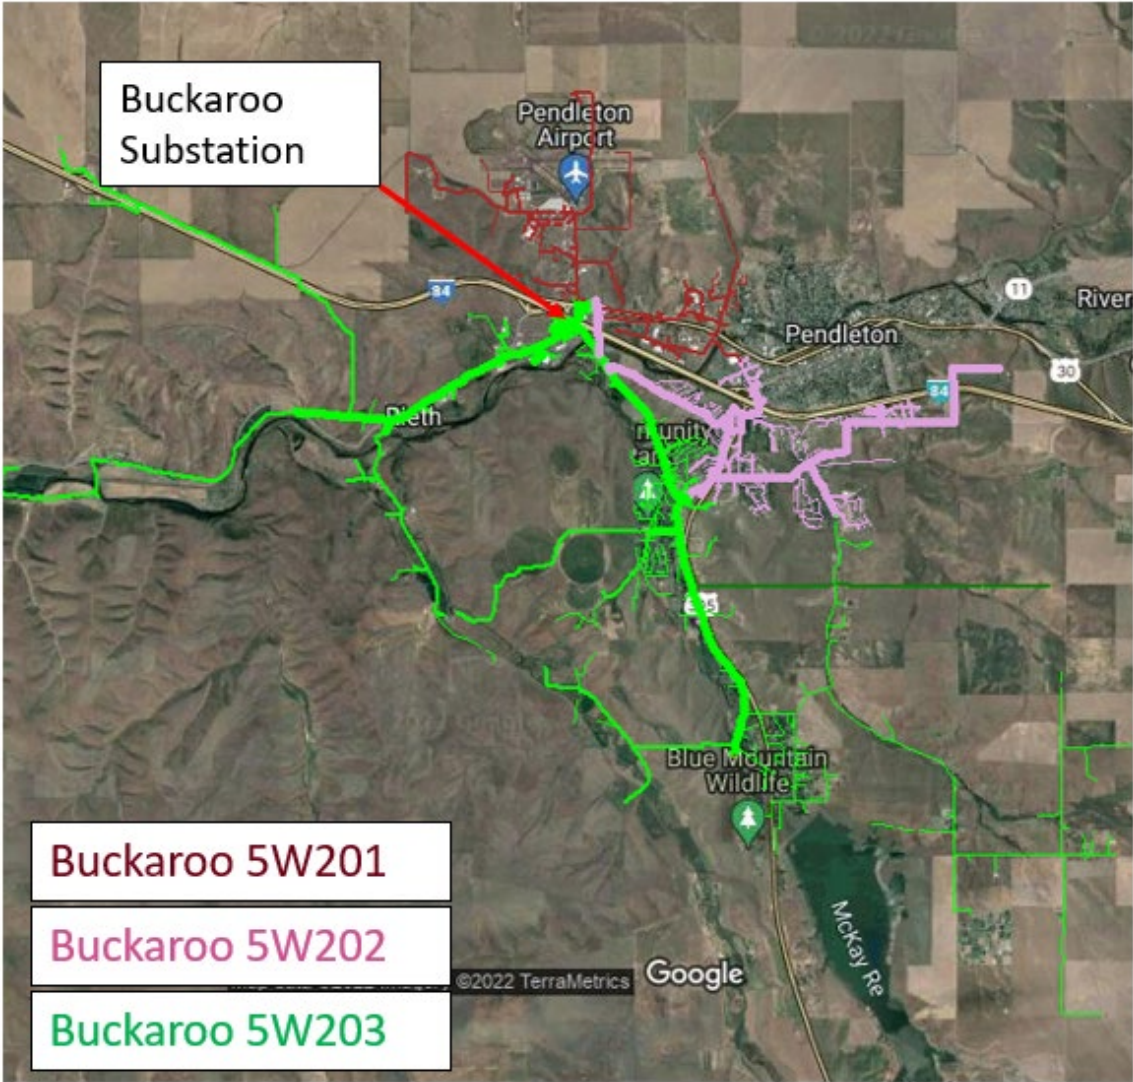 Buckaroo
Substation
Pendleton
Airport
84
11
River
Pendleton
30
84
Rieth
Blue Mountain
Wildlife
McKay Re
Buckaroo 5W201
Buckaroo 5W202
Buckaroo 5W203
©2022 TerraMetrics
Google